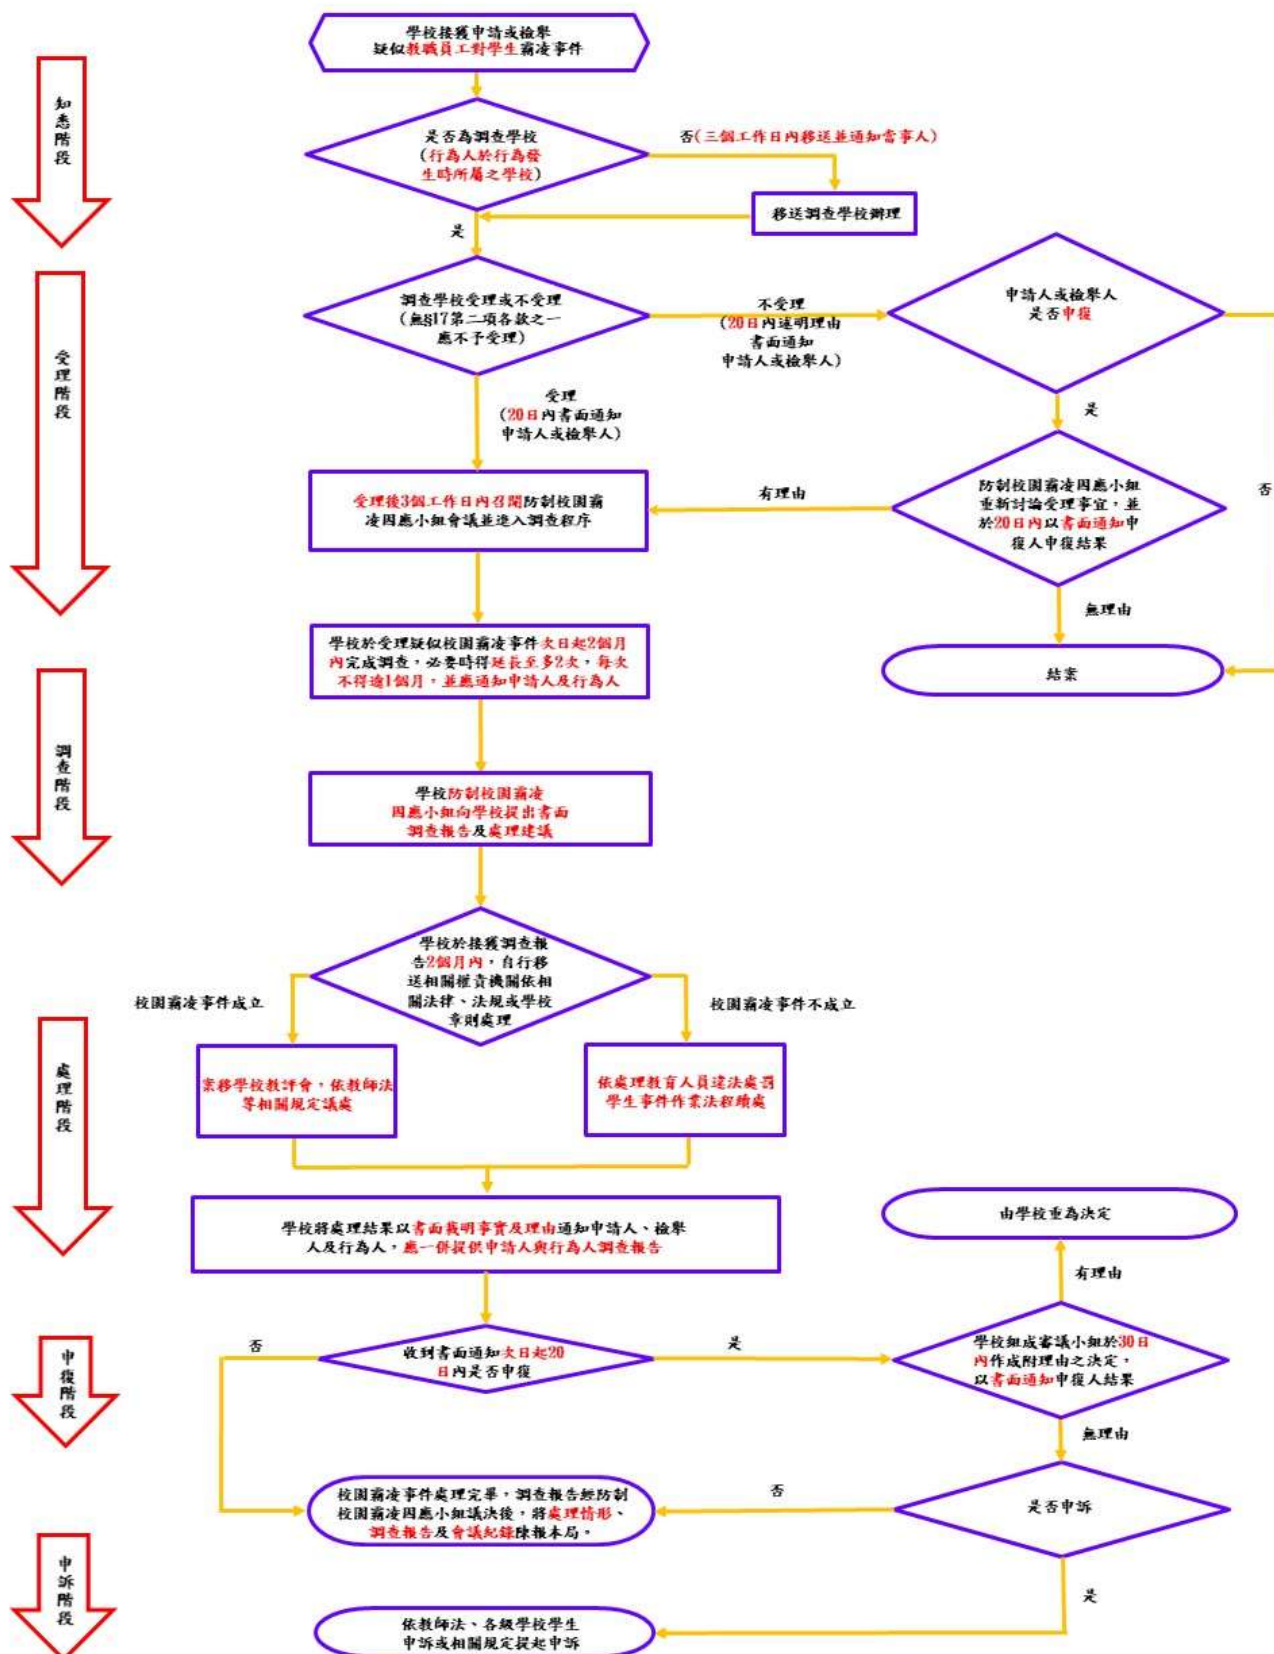 學校接獲申請或檢舉
疑似教職員工對學生霸凌事件
知悉階段
是否為調查學校
(行為人於行為發
生時所屬之學校)
否(三個工作日內移送並通知當事人)
移送調查學校辦理
是
受理階段
調查學校受理或不受理
(無§17第二項各款之一
應不予受理)
不受理
(20日內述明理由
書面通知
申請人或檢舉人)
申請人或檢舉人
是否申復
受理
(20日內書面通知
申請人或檢舉人)
是
否
受理後3個工作日內召開防制校園霸
凌因應小組會議並進入調查程序
有理由
防制校園霸凌因應小組
重新討論受理事宜，並
於20日內以書面通知申
復人申復結果
無理由
結案
學校於受理疑似校園霸凌事件次日起2個月
內完成調查，必要時得延長至多2次，每次
不得逾1個月，並應通知申請人及行為人
調查階段
學校防制校園霸凌
因應小組向學校提出書面
調查報告及處理建議
學校於接獲調查報
告2個月內，自行移
送相關權責機關依相
關法律、法規或學校
章則處理
校園霸凌事件成立
校園霸凌事件不成立
處理階段
案移學校教評會，依教師法
等相關規定議處
依處理教育人員違法處罰
學生事件作業法程續處
學校將處理結果以書面載明事實及理由通知申請人、檢舉
人及行為人，應一併提供申請人與行為人調查報告
由學校重為決定
有理由
申復階段
否
收到書面通知次日起20
日內是否申復
是
學校組成審議小組於30日
內作成附理由之決定，
以書面通知申復人結果
無理由
校園霸凌事件處理完畢，調查報告經防制
校園霸凌因應小組議決後，將處理情形、
調查報告及會議紀錄陳報本局。
否
是否申訴
是
申訴階段
依教師法、各級學校學生
申訴或相關規定提起申訴